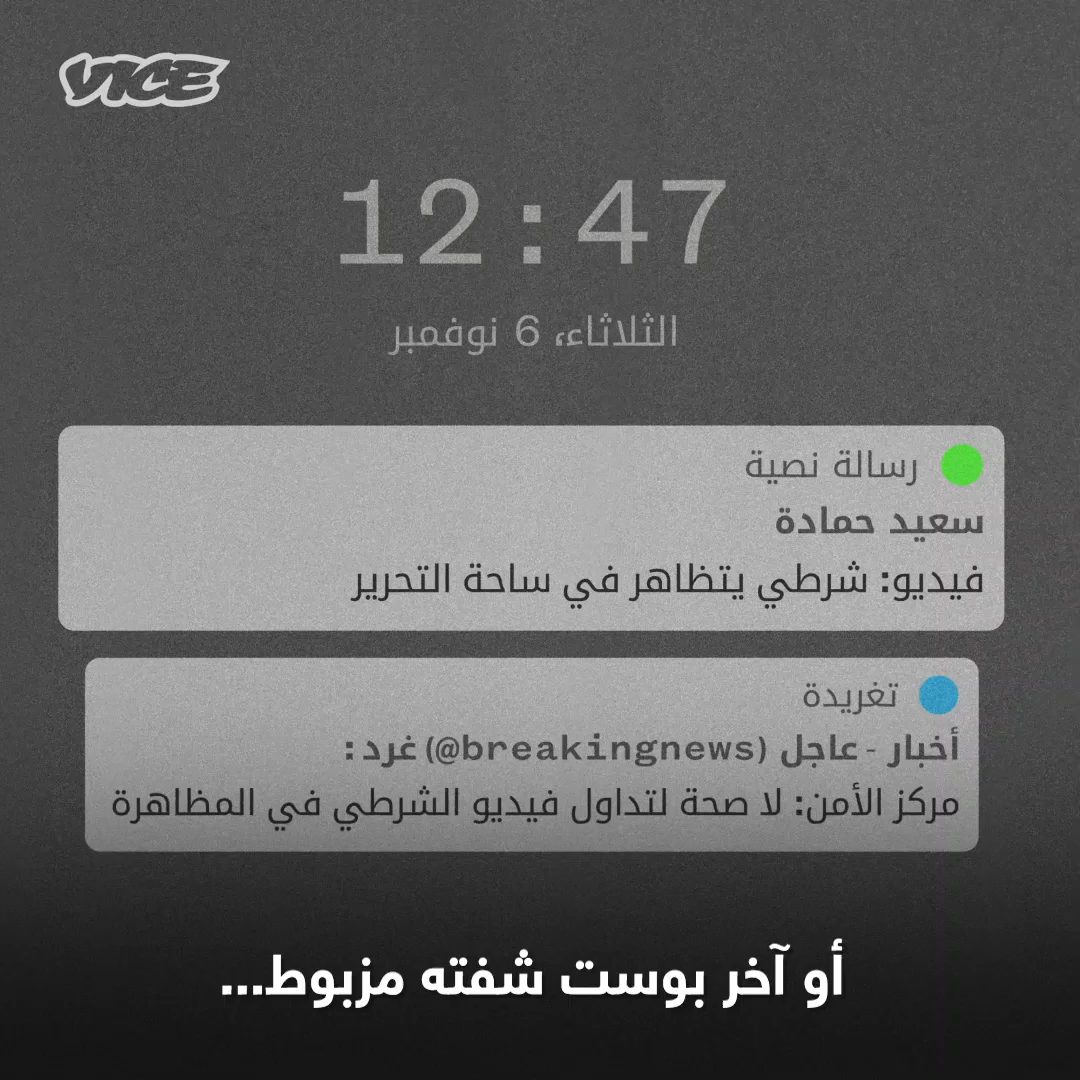 VICE
12:47
الثلاثاء، 6 نوفمبر
رسالة نصية
سعيد حمادة
فيديو: شرطي يتظاهر في ساحة التحرير
تغريدة
أخبار - عاجل (breakingnews@) غرد:
مركز الأمن: لا صحة لتداول فيديو الشرطي في المظاهرة
أو آخر بوست شفته مزبوط...